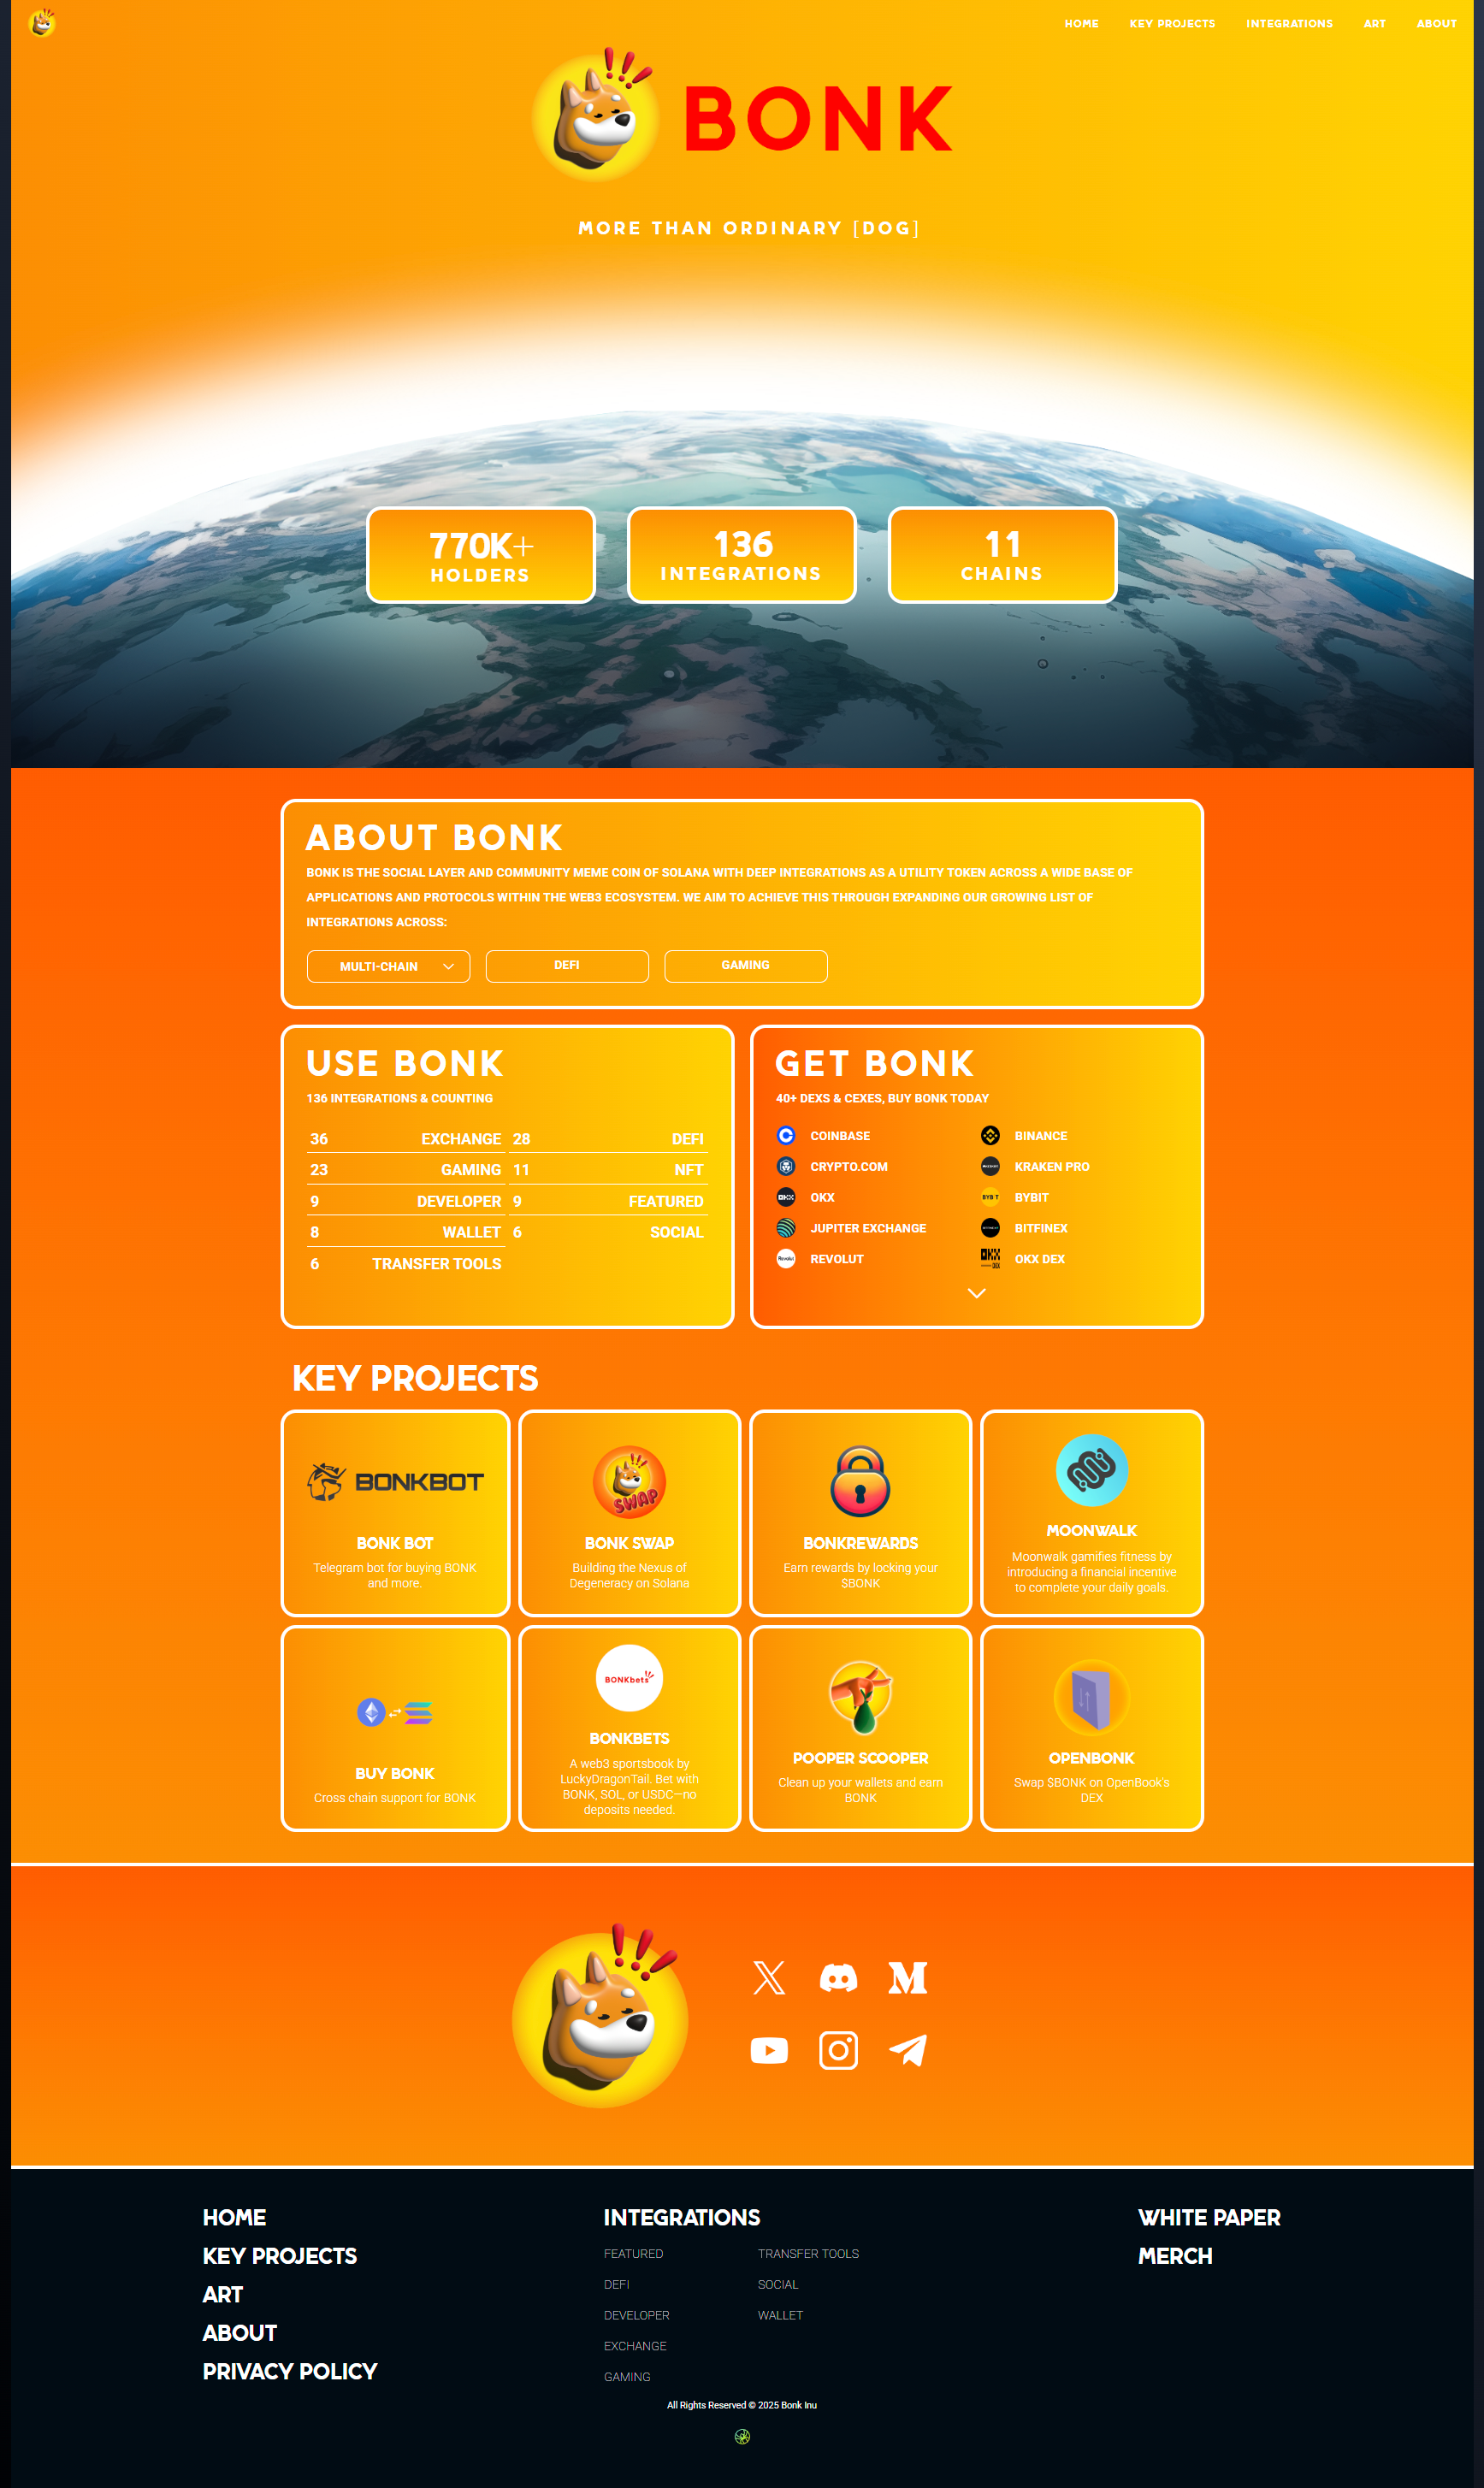 HOME KEY PROJECTS INTEGRATIONS ART ABOUT
BONK
MORE THAN ORDINARY [DOG]
770K+
HOLDERS
136
INTEGRATIONS
11
CHAINS
ABOUT BONK
BONK IS THE SOCIAL LAYER AND COMMUNITY MEME COIN OF SOLANA WITH DEEP INTEGRATIONS AS A UTILITY TOKEN ACROSS A WIDE BASE OF
APPLICATIONS AND PROTOCOLS WITHIN THE WEB3 ECOSYSTEM. WE AIM TO ACHIEVE THIS THROUGH EXPANDING OUR GROWING LIST OF
INTEGRATIONS ACROSS:
MULTI-CHAIN DEFI GAMING
USE BONK
136 INTEGRATIONS & COUNTING
36 EXCHANGE 28 DEFI
23 GAMING 11 NFT
9 DEVELOPER 9 FEATURED
8 WALLET 6 SOCIAL
6 TRANSFER TOOLS
GET BONK
40+ DEXS & CEXES, BUY BONK TODAY
COINBASE BINANCE
CRYPTO.COM KRAKEN PRO
OKX OKX BYBIT BYBIT
JUPITER EXCHANGE BITFINEX
Revolut REVOLUT OKX DEX OKX DEX
KEY PROJECTS
BONKBOT
BONK BOT
Telegram bot for buying BONK
and more.
SWAP
BONK SWAP
Building the Nexus of
Degeneracy on Solana
BONKREWARDS
Earn rewards by locking your
$BONK
MOONWALK
Moonwalk gamifies fitness by
introducing a financial incentive
to complete your daily goals.
BUY BONK
Cross chain support for BONK
BONKbets
BONKBETS
A web3 sportsbook by
LuckyDragonTail. Bet with
BONK, SOL, or USDC—no
deposits needed.
POOPER SCOOPER
Clean up your wallets and earn
BONK
OPENBONK
Swap $BONK on OpenBook's
DEX
HOME
KEY PROJECTS
ART
ABOUT
PRIVACY POLICY
INTEGRATIONS
FEATURED
DEFI
DEVELOPER
EXCHANGE
GAMING
TRANSFER TOOLS
SOCIAL
WALLET
WHITE PAPER
MERCH
All Rights Reserved © 2025 Bonk Inu